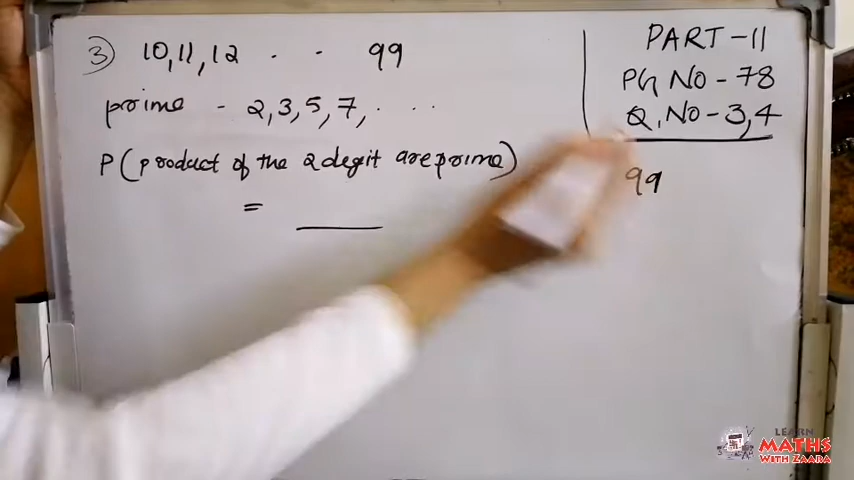 3) 10,11,12 . . 99
prime - 2,3,5,7, . . .
P(product of the 2 degit are prime)
=
PART-11
PG NO-78
Q.NO-3,4
99
LEARN
MATHS
WITH ZAARA